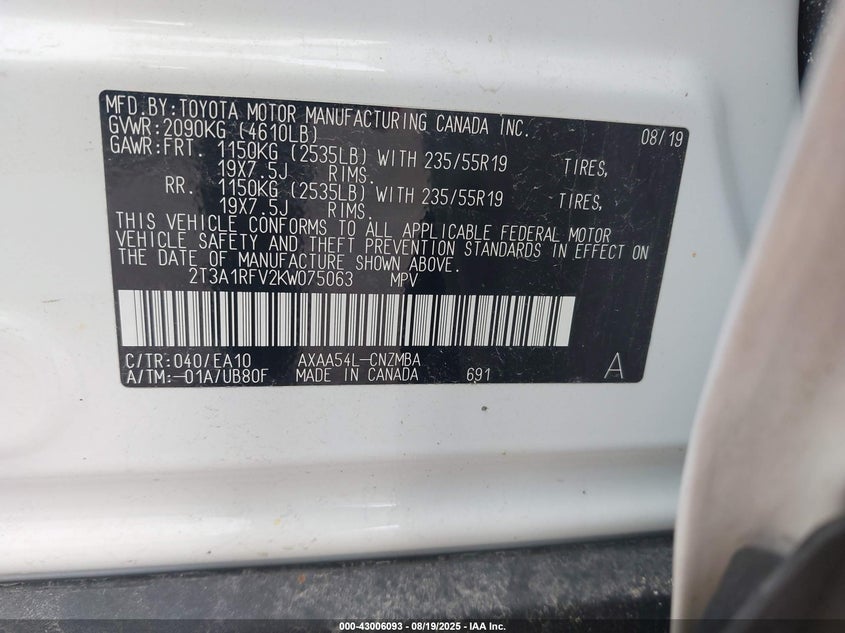 MFD.BY:TOYOTA MOTOR MANUFACTURING CANADA INC.
GVWR:2090KG (4610LB) 08/19
GAWR:FRT. 1150KG (2535LB) WITH 235/55R19 TIRES,
19X7.5J RIMS.
RR. 1150KG (2535LB) WITH 235/55R19 TIRES,
19X7.5J RIMS.
THIS VEHICLE CONFORMS TO ALL APPLICABLE FEDERAL MOTOR
VEHICLE SAFETY AND THEFT PREVENTION STANDARDS IN EFFECT ON
THE DATE OF MANUFACTURE SHOWN ABOVE.
2T3A1RFV2KW075063 MPV
C/TR:040/EA10 AXAA54L-CNZMBA
A/TM:-01A/UB80F MADE IN CANADA 691 A
000-43006093 - 08/19/2025 - IAA Inc.